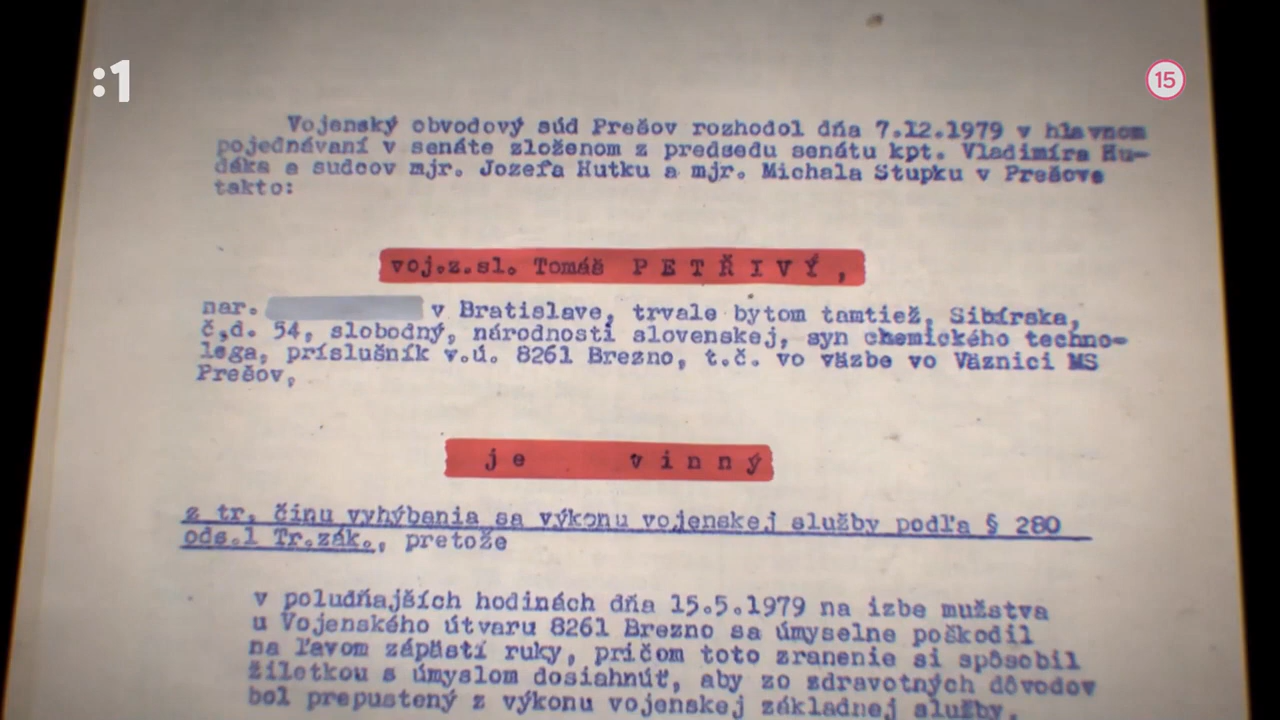 :1
15
Vojenský obvodový súd Prešov rozhodol dňa 7.12.1979 v hlavnom
pojednávaní v senáte zloženom z predsedu senátu kpt. Vladimíra Hu-
dáka a sudcov mjr. Jozefa Hutku a mjr. Michala Stupku v Prešove
takto:
voj.z.sl. Tomáš P E T Ř I V Ý ,
nar. v Bratislave, trvale bytom tamtiež, Sibírska,
č.d. 54, slobodný, národnosti slovenskej, syn chemického techno-
loga, príslušník v.ú. 8261 Brezno, t.č. vo väzbe vo Väznici MS
Prešov,
j e v i n n ý
z tr. činu vyhýbania sa výkonu vojenskej služby podľa § 280
ods.1 Tr.zák., pretože
v poludňajších hodinách dňa 15.5.1979 na izbe mužstva
u Vojenského útvaru 8261 Brezno sa úmyselne poškodil
na ľavom zápästí ruky, pričom toto zranenie si spôsobil
žiletkou s úmyslom dosiahnúť, aby zo zdravotných dôvodov
bol prepustený z výkonu vojenskej základnej služby,